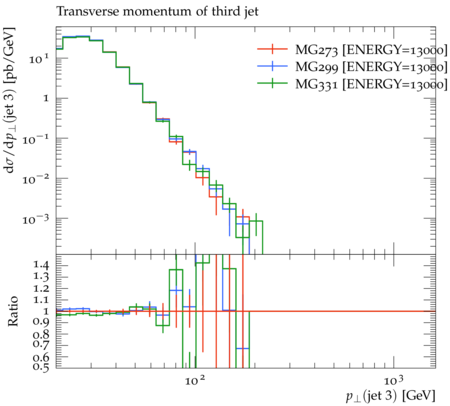 Transverse momentum of third jet
MG273 [ENERGY=13000]
MG299 [ENERGY=13000]
MG331 [ENERGY=13000]
dσ/dp⊥(jet 3) [pb/GeV]
10¹
1
10⁻¹
10⁻²
10⁻³
Ratio
1.4
1.3
1.2
1.1
1
0.9
0.8
0.7
0.6
0.5
10² 10³
p⊥(jet 3) [GeV]